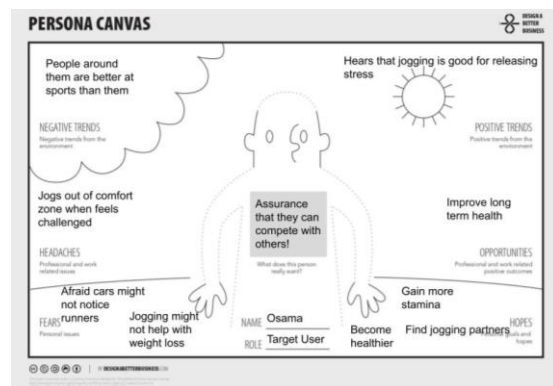 PERSONA CANVAS
DESIGN A
BETTER
BUSINESS
People around
them are better at
sports than them
Hears that jogging is good for releasing
stress
NEGATIVE TRENDS
Negative trends from the
environment
POSITIVE TRENDS
Positive trends from the
environment
Jogs out of comfort
zone when feels
challenged
Assurance
that they can
compete with
others!
Improve long
term health
What does this person
really want?
HEADACHES
Professional and work
related issues
OPPORTUNITIES
Professional and work related
positive outcomes
Afraid cars might
not notice
runners
FEARS
Personal issues
Jogging might
not help with
weight loss
NAME Osama
ROLE Target User
Gain more
stamina
Become
healthier
Find jogging partners
HOPES
goals and
hopes